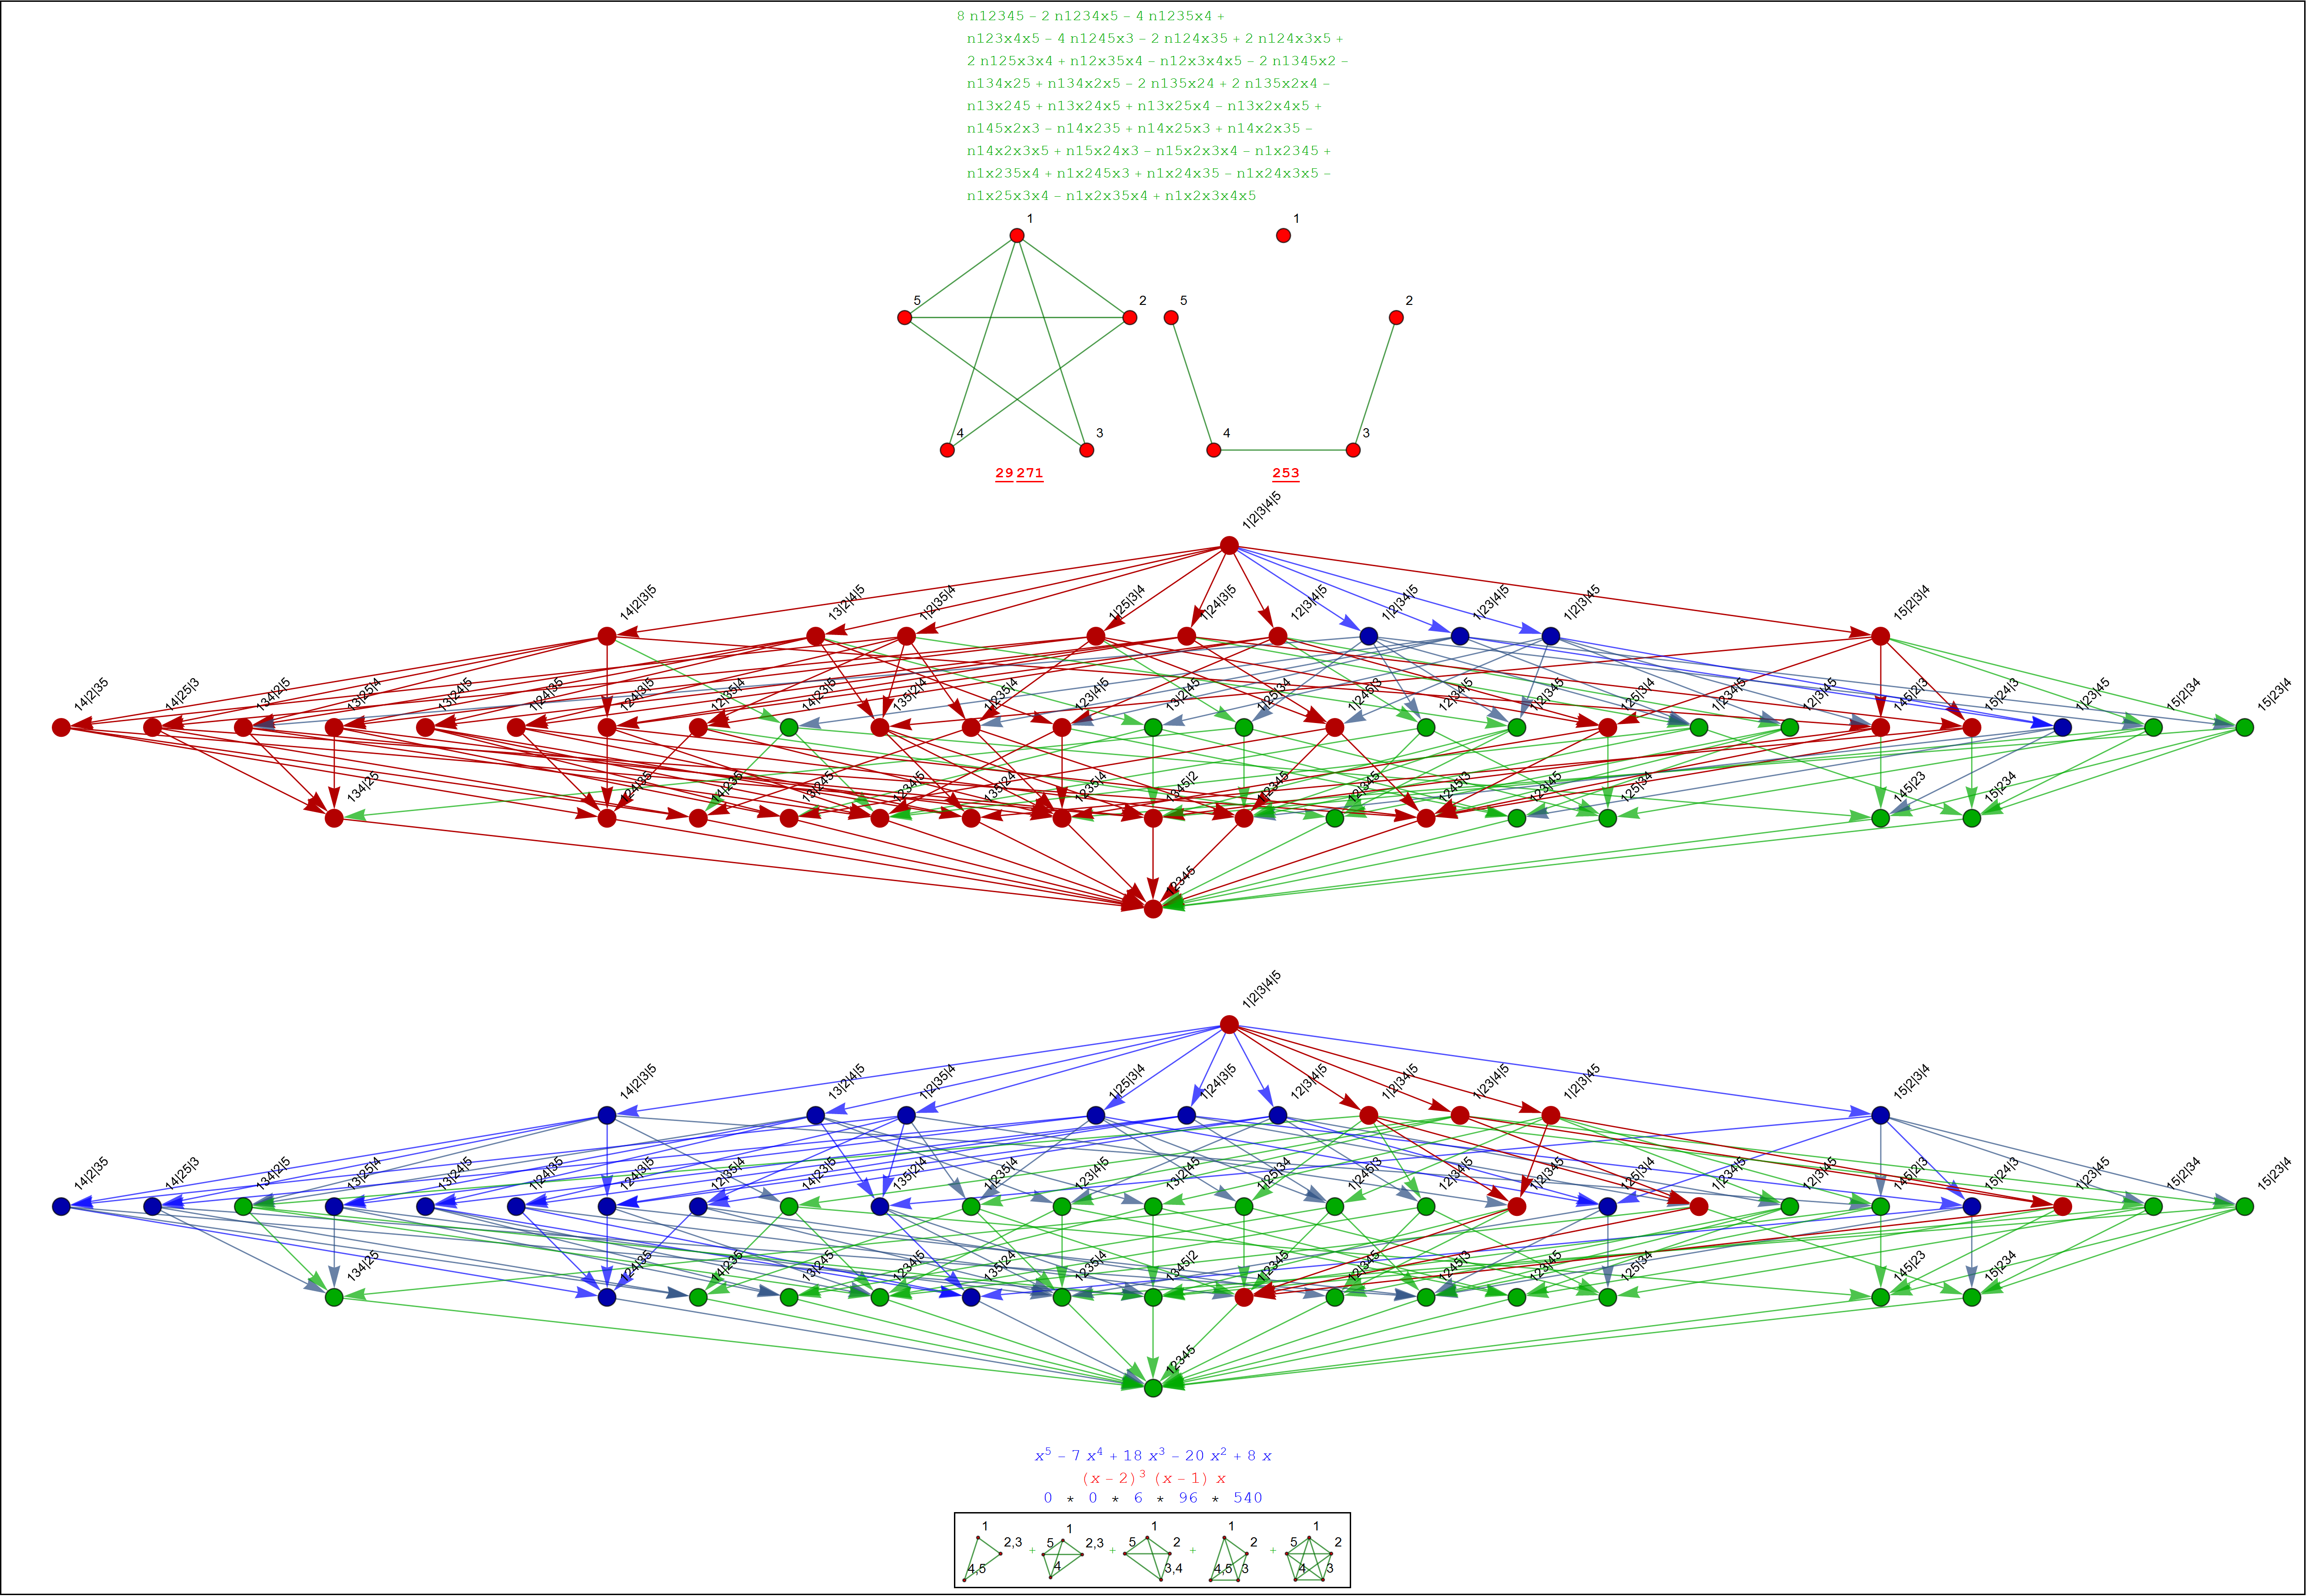 8 n12345 − 2 n1234x5 − 4 n1235x4 +
n123x4x5 − 4 n1245x3 − 2 n124x35 + 2 n124x3x5 +
2 n125x3x4 + n12x35x4 − n12x3x4x5 − 2 n1345x2 −
n134x25 + n134x2x5 − 2 n135x24 + 2 n135x2x4 −
n13x245 + n13x24x5 + n13x25x4 − n13x2x4x5 +
n145x2x3 − n14x235 + n14x25x3 + n14x2x35 −
n14x2x3x5 + n15x24x3 − n15x2x3x4 − n1x2345 +
n1x235x4 + n1x245x3 + n1x24x35 − n1x24x3x5 −
n1x25x3x4 − n1x2x35x4 + n1x2x3x4x5
1 1
5 2 5 2
4 3 4 3
29 271 253
1|2|3|4|5
14|2|3|5 13|2|4|5 1|2|35|4 1|25|3|4 1|24|3|5 12|3|4|5 1|2|34|5 1|23|4|5 1|2|3|45 15|2|3|4
14|2|35 14|25|3 134|2|5 13|25|4 13|24|5 1|24|35 124|3|5 12|35|4 14|23|5 135|2|4 1|235|4 123|4|5 13|2|45 1|25|34 1|245|3 12|34|5 1|2|345 125|3|4 1|234|5 12|3|45 145|2|3 15|24|3 1|23|45 15|2|34 15|23|4
134|25 124|35 14|235 13|245 1234|5 135|24 1235|4 1345|2 1|2345 12|345 1245|3 123|45 125|34 145|23 15|234
12345
1|2|3|4|5
14|2|3|5 13|2|4|5 1|2|35|4 1|25|3|4 1|24|3|5 12|3|4|5 1|2|34|5 1|23|4|5 1|2|3|45 15|2|3|4
14|2|35 14|25|3 134|2|5 13|25|4 13|24|5 1|24|35 124|3|5 12|35|4 14|23|5 135|2|4 1|235|4 123|4|5 13|2|45 1|25|34 1|245|3 12|34|5 1|2|345 125|3|4 1|234|5 12|3|45 145|2|3 15|24|3 1|23|45 15|2|34 15|23|4
134|25 124|35 14|235 13|245 1234|5 135|24 1235|4 1345|2 1|2345 12|345 1245|3 123|45 125|34 145|23 15|234
12345
x⁵ − 7 x⁴ + 18 x³ − 20 x² + 8 x
(x − 2)³ (x − 1) x
0 * 0 * 6 * 96 * 540
1 2,3 4,5 + 1 5 2,3 4 + 1 5 2 3,4 + 1 2 4,5 3 + 1 5 2 4 3